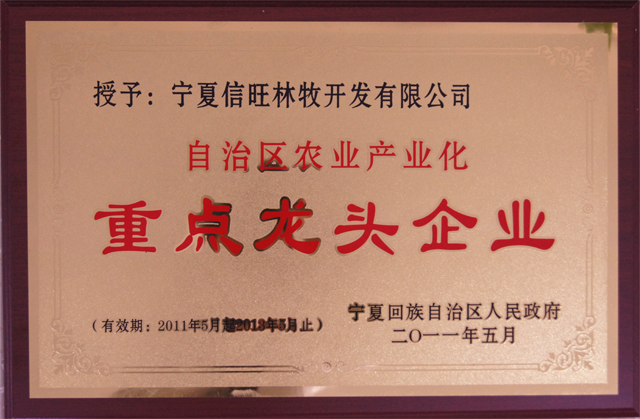 授予：宁夏信旺林牧开发有限公司
自治区农业产业化
重点龙头企业
（有效期：2011年5月起2013年5月止）
宁夏回族自治区人民政府
二〇一一年五月